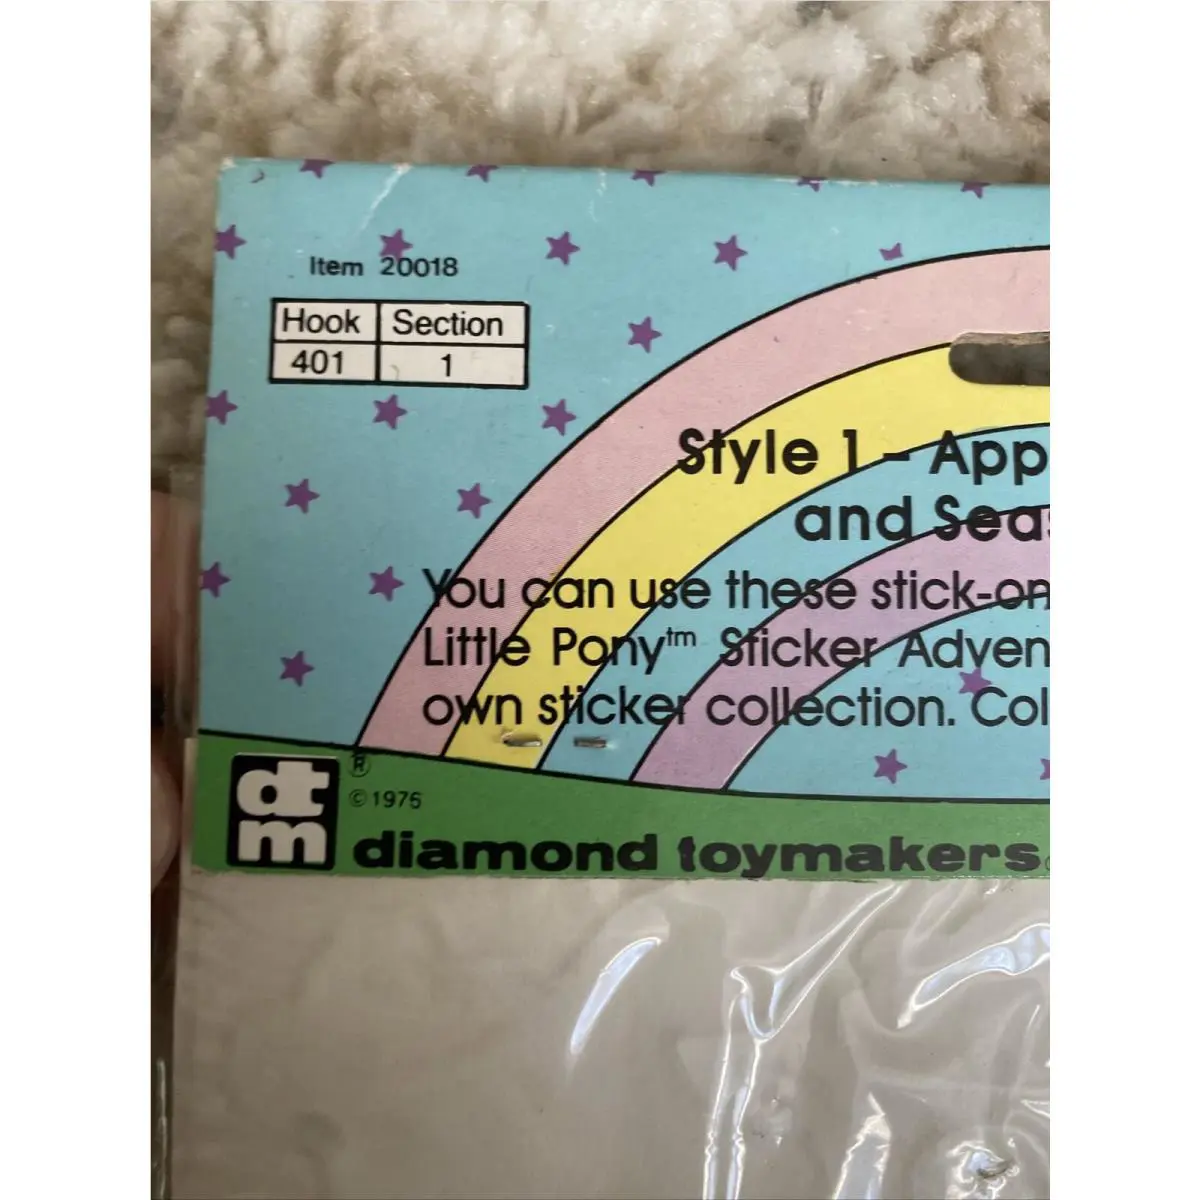 Item 20018
Hook Section
401 1
Style 1 – App
and Seas
You can use these stick-on
Little Pony™ Sticker Adven
own sticker collection. Col
dt ®
m © 1976
diamond toymakers